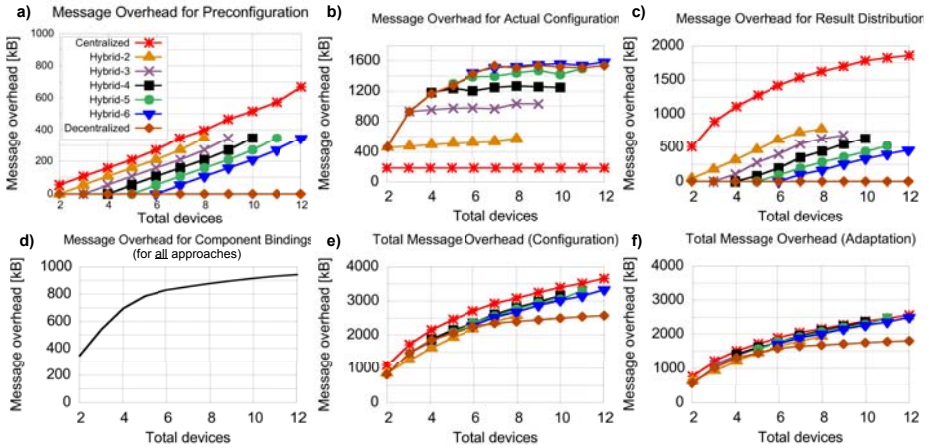 a)
Message Overhead for Preconfiguration
Message overhead [kB]
1000
800
600
400
200
0
Centralized
Hybrid-2
Hybrid-3
Hybrid-4
Hybrid-5
Hybrid-6
Decentralized
2 4 6 8 10 12
Total devices
b)
Message Overhead for Actual Configuration
Message overhead [kB]
1600
1200
800
400
0
2 4 6 8 10 12
Total devices
c)
Message Overhead for Result Distribution
Message overhead [kB]
2000
1500
1000
500
0
2 4 6 8 10 12
Total devices
d)
Message Overhead for Component Bindings
(for all approaches)
Message overhead [kB]
1000
800
600
400
200
0
2 4 6 8 10 12
Total devices
e)
Total Message Overhead (Configuration)
Message Overhead [kB]
4000
3000
2000
1000
0
2 4 6 8 10 12
Total devices
f)
Total Message Overhead (Adaptation)
Message Overhead [kB]
4000
3000
2000
1000
0
2 4 6 8 10 12
Total devices